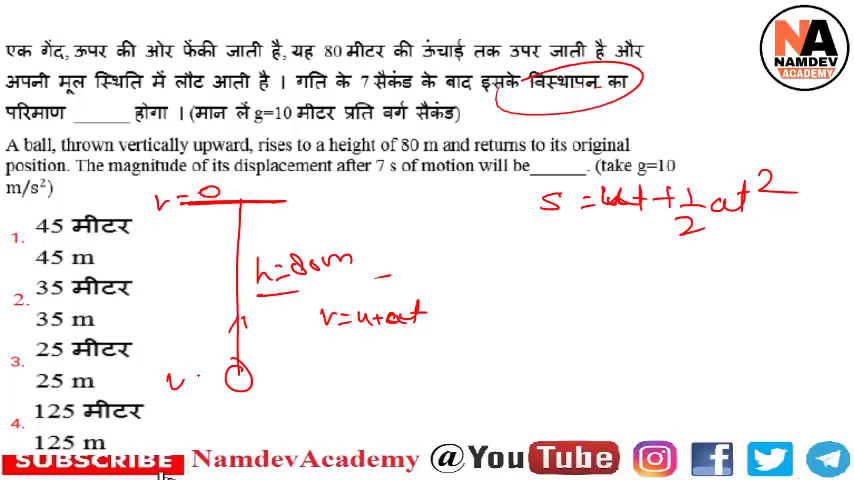 NA
NAMDEV
ACADEMY
एक गेंद, ऊपर की ओर फेंकी जाती है, यह 80 मीटर की ऊंचाई तक उपर जाती है और
अपनी मूल स्थिति में लौट आती है । गति के 7 सैकंड के बाद इसके विस्थापन का
परिमाण ______ होगा । (मान लें g=10 मीटर प्रति वर्ग सैकंड)
A ball, thrown vertically upward, rises to a height of 80 m and returns to its original
position. The magnitude of its displacement after 7 s of motion will be______. (take g=10
m/s²)
v=0
s = ut + 1/2 at²
h=80m
v=u+at
1. 45 मीटर
45 m
2. 35 मीटर
35 m
3. 25 मीटर
25 m
4. 125 मीटर
125 m
SUBSCRIBE NamdevAcademy @YouTube